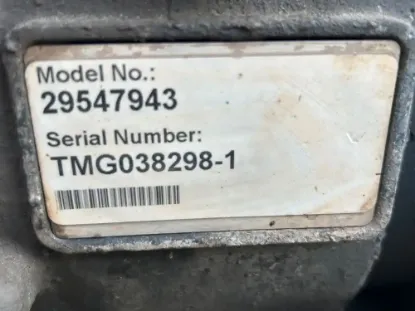 Model No.:
29547943
Serial Number:
TMG038298-1